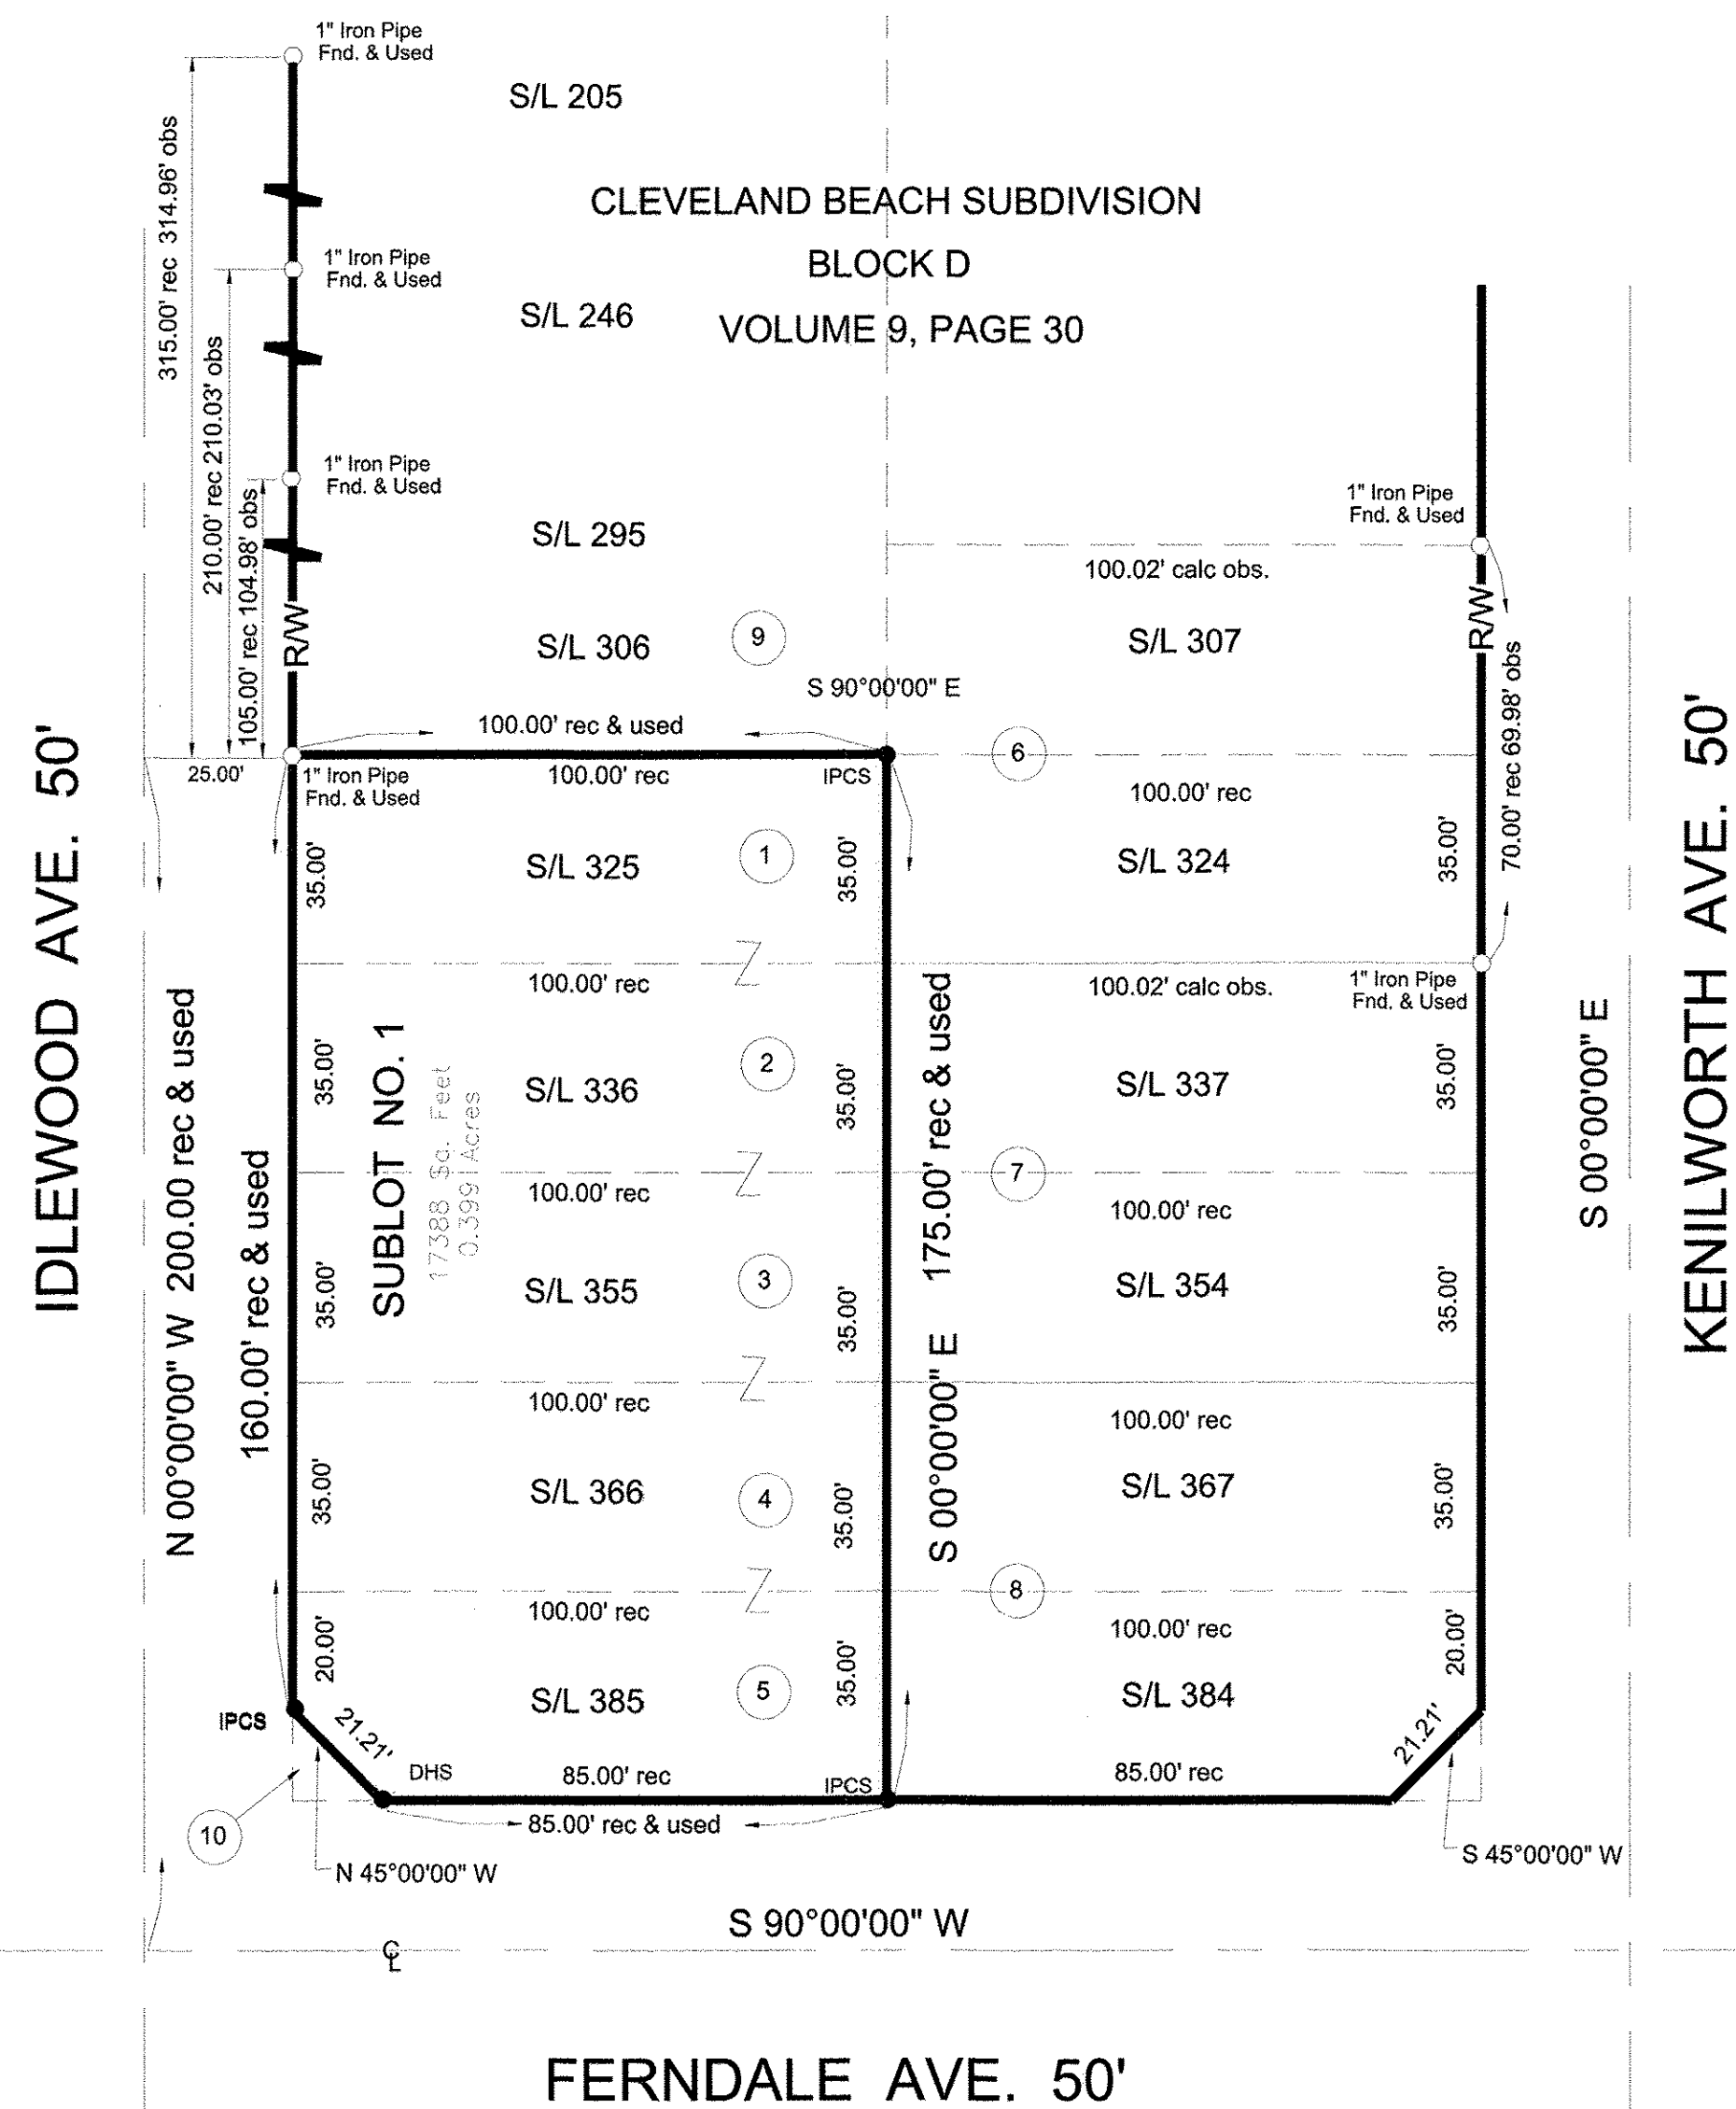 1" Iron Pipe
Fnd. & Used
S/L 205
315.00' rec 314.96' obs
CLEVELAND BEACH SUBDIVISION
BLOCK D
VOLUME 9, PAGE 30
1" Iron Pipe
Fnd. & Used
S/L 246
210.00' rec 210.03' obs
1" Iron Pipe
Fnd. & Used
105.00' rec 104.98' obs
S/L 295
1" Iron Pipe
Fnd. & Used
100.02' calc obs.
R/W
S/L 306
9
S/L 307
R/W
70.00' rec 69.98' obs
S 90°00'00" E
100.00' rec & used
6
25.00'
1" Iron Pipe
Fnd. & Used
100.00' rec
IPCS
100.00' rec
35.00'
S/L 325
1
35.00'
S/L 324
35.00'
100.00' rec
100.02' calc obs.
1" Iron Pipe
Fnd. & Used
IDLEWOOD AVE. 50'
N 00°00'00" W 200.00 rec & used
160.00' rec & used
SUBLOT NO. 1
17388 Sq. Feet
0.399 Acres
35.00'
S/L 336
2
35.00'
175.00' rec & used
S 00°00'00" E
S/L 337
35.00'
S 00°00'00" E
KENILWORTH AVE. 50'
100.00' rec
7
100.00' rec
35.00'
S/L 355
3
35.00'
S/L 354
35.00'
100.00' rec
100.00' rec
35.00'
S/L 366
4
35.00'
S/L 367
35.00'
100.00' rec
8
100.00' rec
20.00'
S/L 385
5
35.00'
S/L 384
20.00'
IPCS
21.21'
DHS
85.00' rec
IPCS
85.00' rec
21.21'
85.00' rec & used
10
N 45°00'00" W
S 45°00'00" W
S 90°00'00" W
CL
FERNDALE AVE. 50'